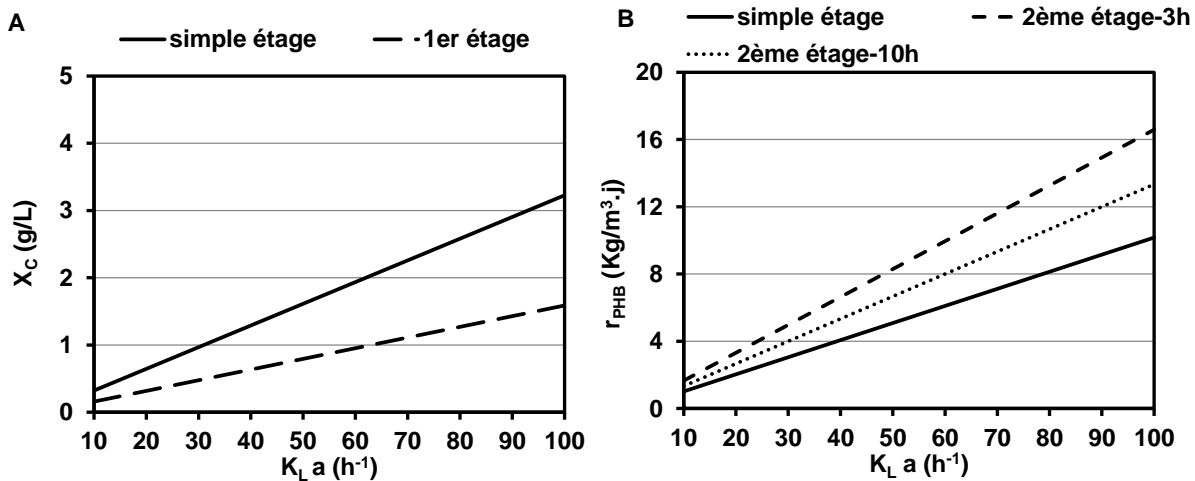 A
simple étage 1er étage
5
4
3
2
1
0
X_C (g/L)
10 20 30 40 50 60 70 80 90 100
K_L a (h⁻¹)
B
simple étage 2ème étage-3h
2ème étage-10h
20
16
12
8
4
0
r_PHB (Kg/m³.j)
10 20 30 40 50 60 70 80 90 100
K_L a (h⁻¹)